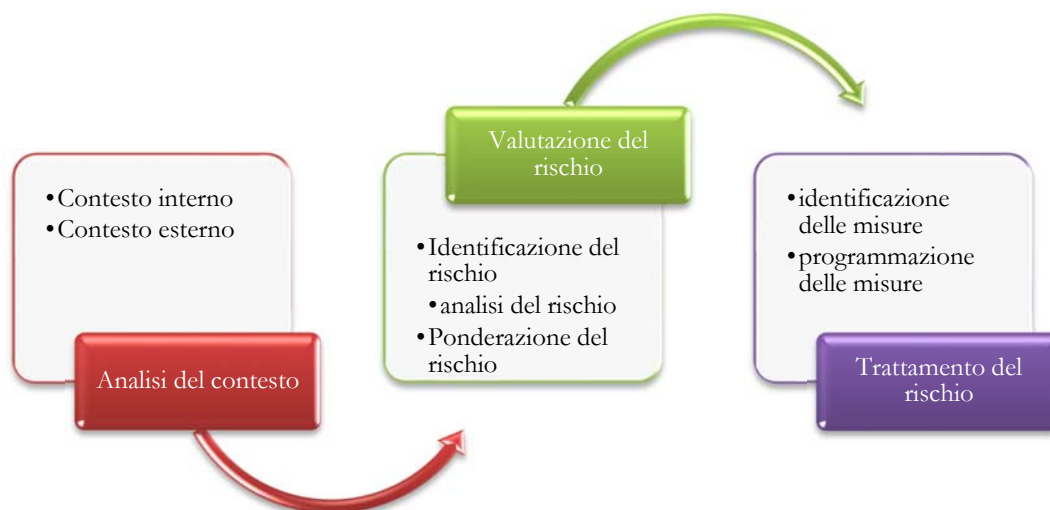 •Contesto interno
•Contesto esterno
Analisi del contesto
Valutazione del
rischio
•Identificazione del
rischio
•analisi del rischio
•Ponderazione del
rischio
•identificazione
delle misure
•programmazione
delle misure
Trattamento del
rischio